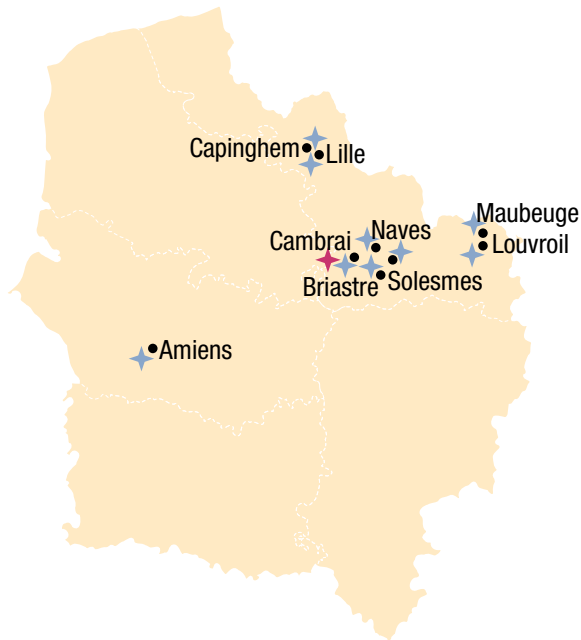 Capinghem
Lille
Maubeuge
Louvroil
Naves
Cambrai
Briastre
Solesmes
Amiens